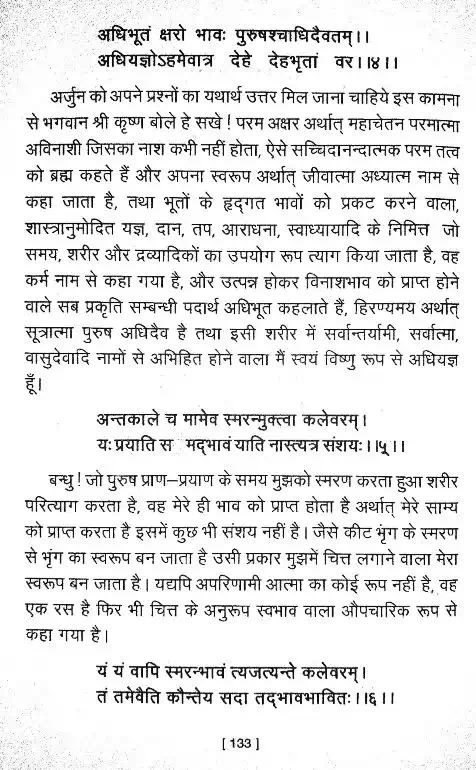 अधिभूतं क्षरो भावः पुरुषश्चाधिदैवतम्।।
अधियज्ञोऽहमेवात्र देहे देहभृतां वर।।४।।
अर्जुन को अपने प्रश्नों का यथार्थ उत्तर मिल जाना चाहिये इस कामना
से भगवान श्री कृष्ण बोले हे सखे ! परम अक्षर अर्थात् महाचेतन परमात्मा
अविनाशी जिसका नाश कभी नहीं होता, ऐसे सच्चिदानन्दात्मक परम तत्व
को ब्रह्म कहते हैं और अपना स्वरूप अर्थात् जीवात्मा अध्यात्म नाम से
कहा जाता है, तथा भूतों के हृदगत भावों को प्रकट करने वाला,
शास्त्रानुमोदित यज्ञ, दान, तप, आराधना, स्वाध्यायादि के निमित्त जो
समय, शरीर और द्रव्यादिकों का उपयोग रूप त्याग किया जाता है, वह
कर्म नाम से कहा गया है, और उत्पन्न होकर विनाशभाव को प्राप्त होने
वाले सब प्रकृति सम्बन्धी पदार्थ अधिभूत कहलाते हैं, हिरण्यमय अर्थात्
सूत्रात्मा पुरुष अधिदैव है तथा इसी शरीर में सर्वान्तर्यामी, सर्वात्मा,
वासुदेवादि नामों से अभिहित होने वाला मैं स्वयं विष्णु रूप से अधियज्ञ
हूँ।
अन्तकाले च मामेव स्मरन्मुक्त्वा कलेवरम्।
यः प्रयाति स मद्भावं याति नास्त्यत्र संशयः।।५्।।
बन्धु ! जो पुरुष प्राण–प्रयाण के समय मुझको स्मरण करता हुआ शरीर
परित्याग करता है, वह मेरे ही भाव को प्राप्त होता है अर्थात् मेरे साम्य
को प्राप्त करता है इसमें कुछ भी संशय नहीं है। जैसे कीट भृंग के स्मरण
से भृंग का स्वरूप बन जाता है उसी प्रकार मुझमें चित्त लगाने वाला मेरा
स्वरूप बन जाता है। यद्यपि अपरिणामी आत्मा का कोई रूप नहीं है, वह
एक रस है फिर भी चित्त के अनुरूप स्वभाव वाला औपचारिक रूप से
कहा गया है।
यं यं वापि स्मरन्भावं त्यजत्यन्ते कलेवरम्।
तं तमेवैति कौन्तेय सदा तद्भावभावितः।।६।।
[ 133 ]